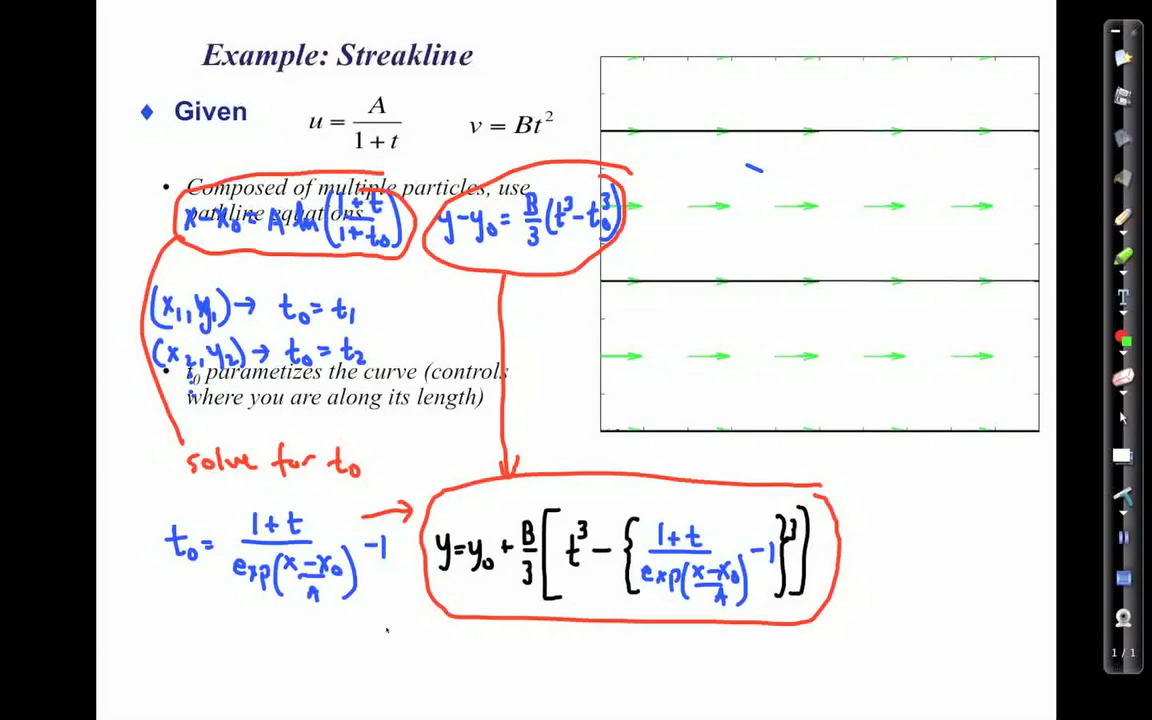 Example: Streakline
Given
u = A / (1 + t)
v = Bt²
Composed of multiple particles, use
pathline equations
x - x₀ = A ln((1+t)/(1+t₀))
y - y₀ = B/3 (t³ - t₀³)
(x₁, y₁) → t₀ = t₁
(x₂, y₂) → t₀ = t₂
t₀ parametizes the curve (controls
where you are along its length)
solve for t₀
t₀ = (1+t) / exp((x-x₀)/A) - 1
y = y₀ + B/3 [t³ - {(1+t) / exp((x-x₀)/A) - 1}³]
1 / 1